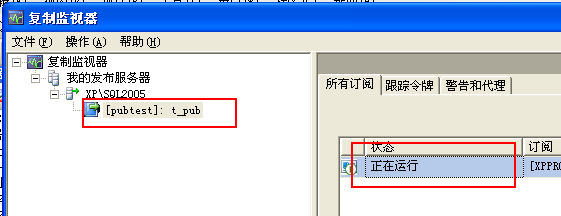 复制监视器
文件(F) 操作(A) 帮助(H)
复制监视器
我的发布服务器
XP\SQL2005
[pubtest]: t_pub
所有订阅 跟踪令牌 警告和代理
状态 订阅
正在运行 [XPPRO